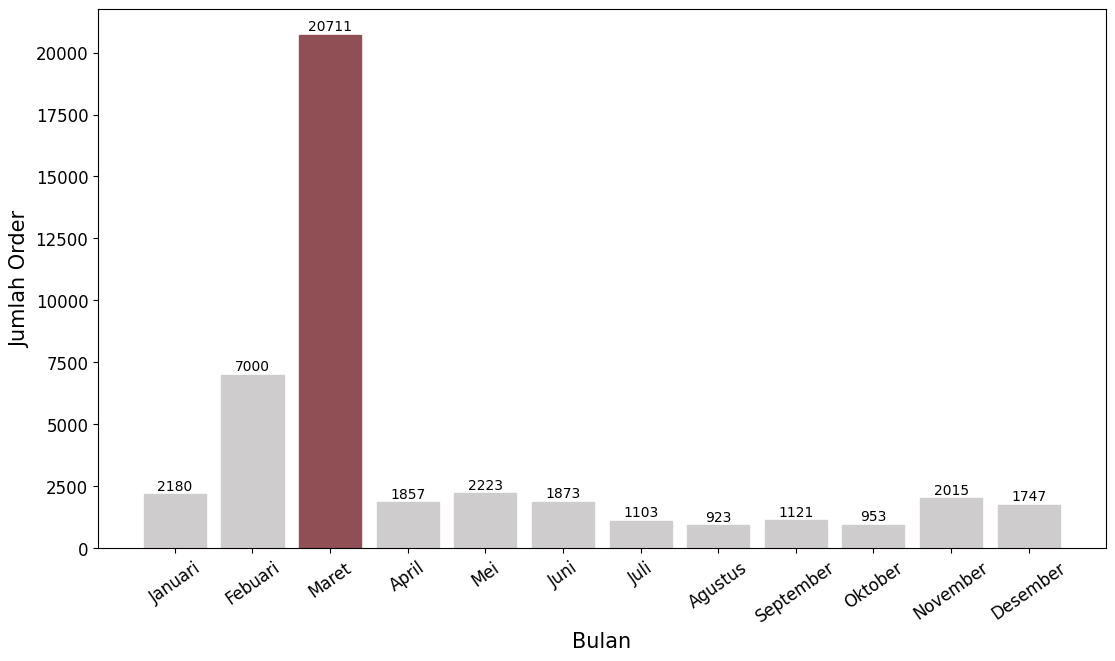 20711
20000
17500
15000
12500
10000
7500
5000
2500
0
Jumlah Order
7000
2180
1857
2223
1873
1103
923
1121
953
2015
1747
Januari
Febuari
Maret
April
Mei
Juni
Juli
Agustus
September
Oktober
November
Desember
Bulan